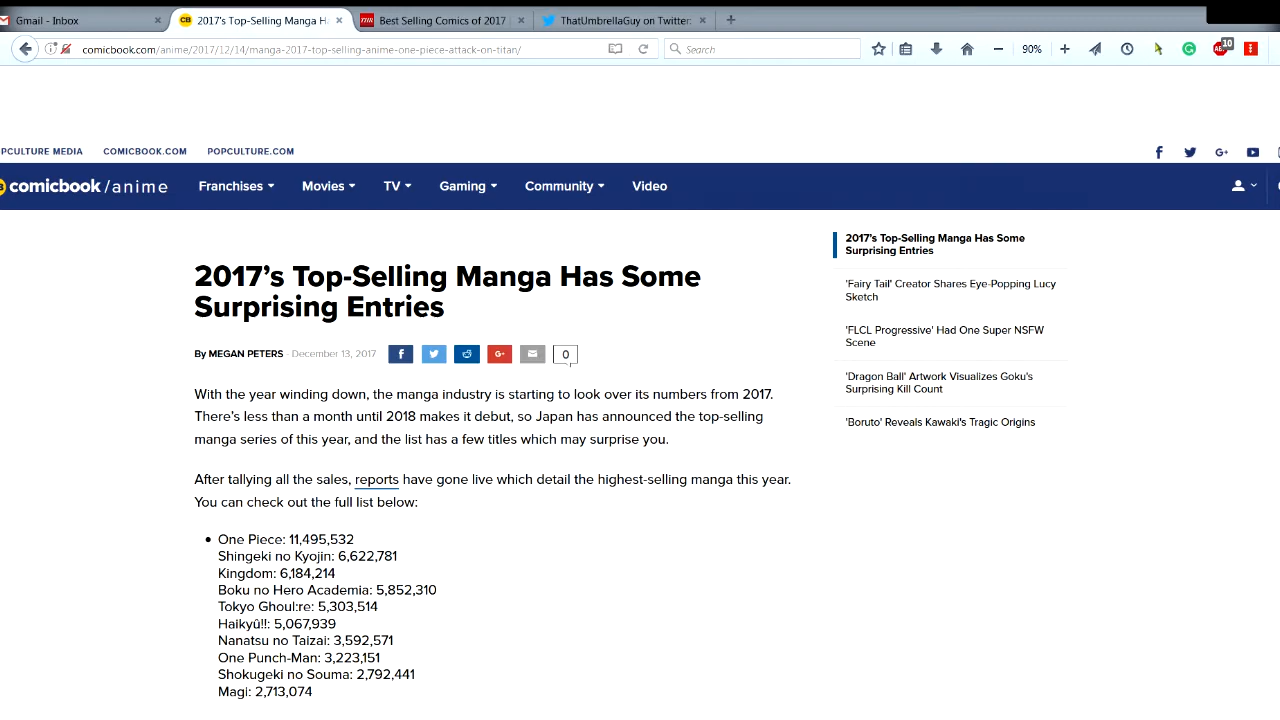 Gmail - Inbox
2017's Top-Selling Manga H
Best Selling Comics of 2017
ThatUmbrellaGuy on Twitter:
comicbook.com/anime/2017/12/14/manga-2017-top-selling-anime-one-piece-attack-on-titan/
Search
90%
10
PCULTURE MEDIA
COMICBOOK.COM
POPCULTURE.COM
comicbook/anime
Franchises
Movies
TV
Gaming
Community
Video
2017's Top-Selling Manga Has Some
Surprising Entries
By MEGAN PETERS - December 13, 2017
0
With the year winding down, the manga industry is starting to look over its numbers from 2017.
There's less than a month until 2018 makes it debut, so Japan has announced the top-selling
manga series of this year, and the list has a few titles which may surprise you.
After tallying all the sales, reports have gone live which detail the highest-selling manga this year.
You can check out the full list below:
One Piece: 11,495,532
Shingeki no Kyojin: 6,622,781
Kingdom: 6,184,214
Boku no Hero Academia: 5,852,310
Tokyo Ghoul:re: 5,303,514
Haikyû!!: 5,067,939
Nanatsu no Taizai: 3,592,571
One Punch-Man: 3,223,151
Shokugeki no Souma: 2,792,441
Magi: 2,713,074
2017's Top-Selling Manga Has Some
Surprising Entries
'Fairy Tail' Creator Shares Eye-Popping Lucy
Sketch
'FLCL Progressive' Had One Super NSFW
Scene
'Dragon Ball' Artwork Visualizes Goku's
Surprising Kill Count
'Boruto' Reveals Kawaki's Tragic Origins